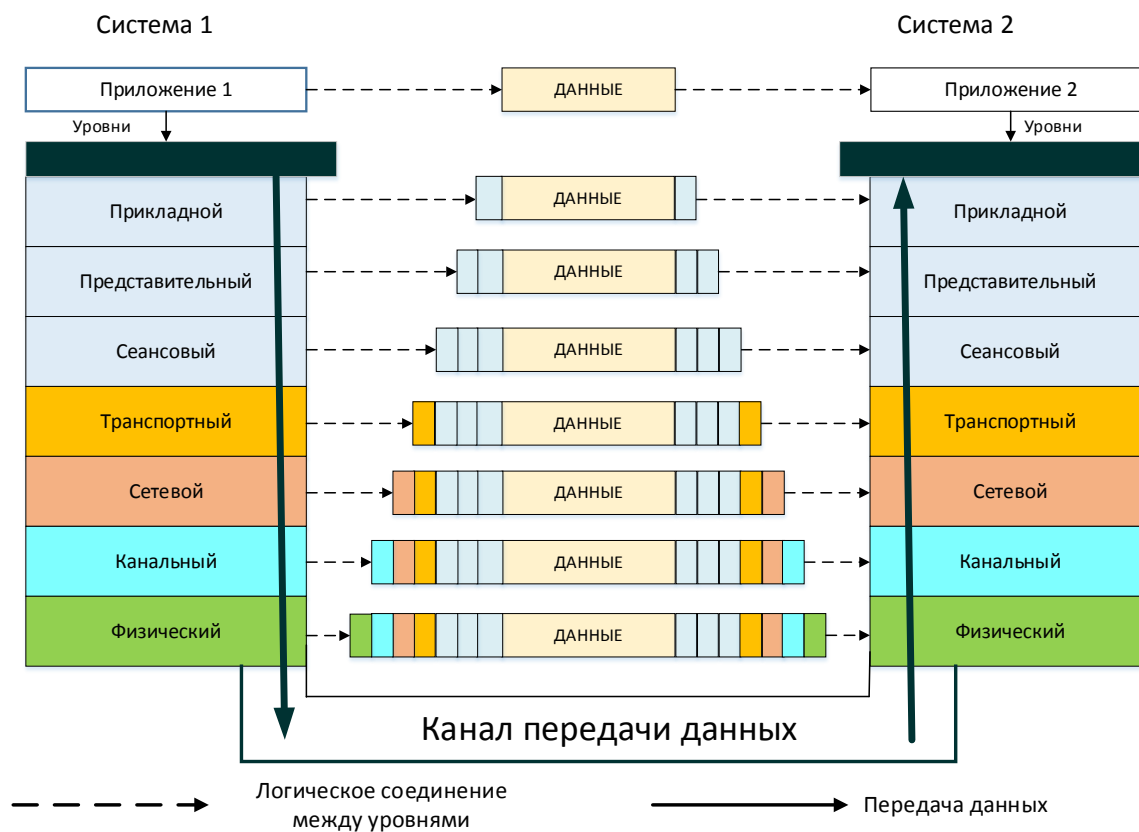 Система 1
Система 2
Приложение 1
ДАННЫЕ
Приложение 2
Уровни
Уровни
Прикладной
ДАННЫЕ
Прикладной
Представительный
ДАННЫЕ
Представительный
Сеансовый
ДАННЫЕ
Сеансовый
Транспортный
ДАННЫЕ
Транспортный
Сетевой
ДАННЫЕ
Сетевой
Канальный
ДАННЫЕ
Канальный
Физический
ДАННЫЕ
Физический
Канал передачи данных
Логическое соединение
между уровнями
Передача данных